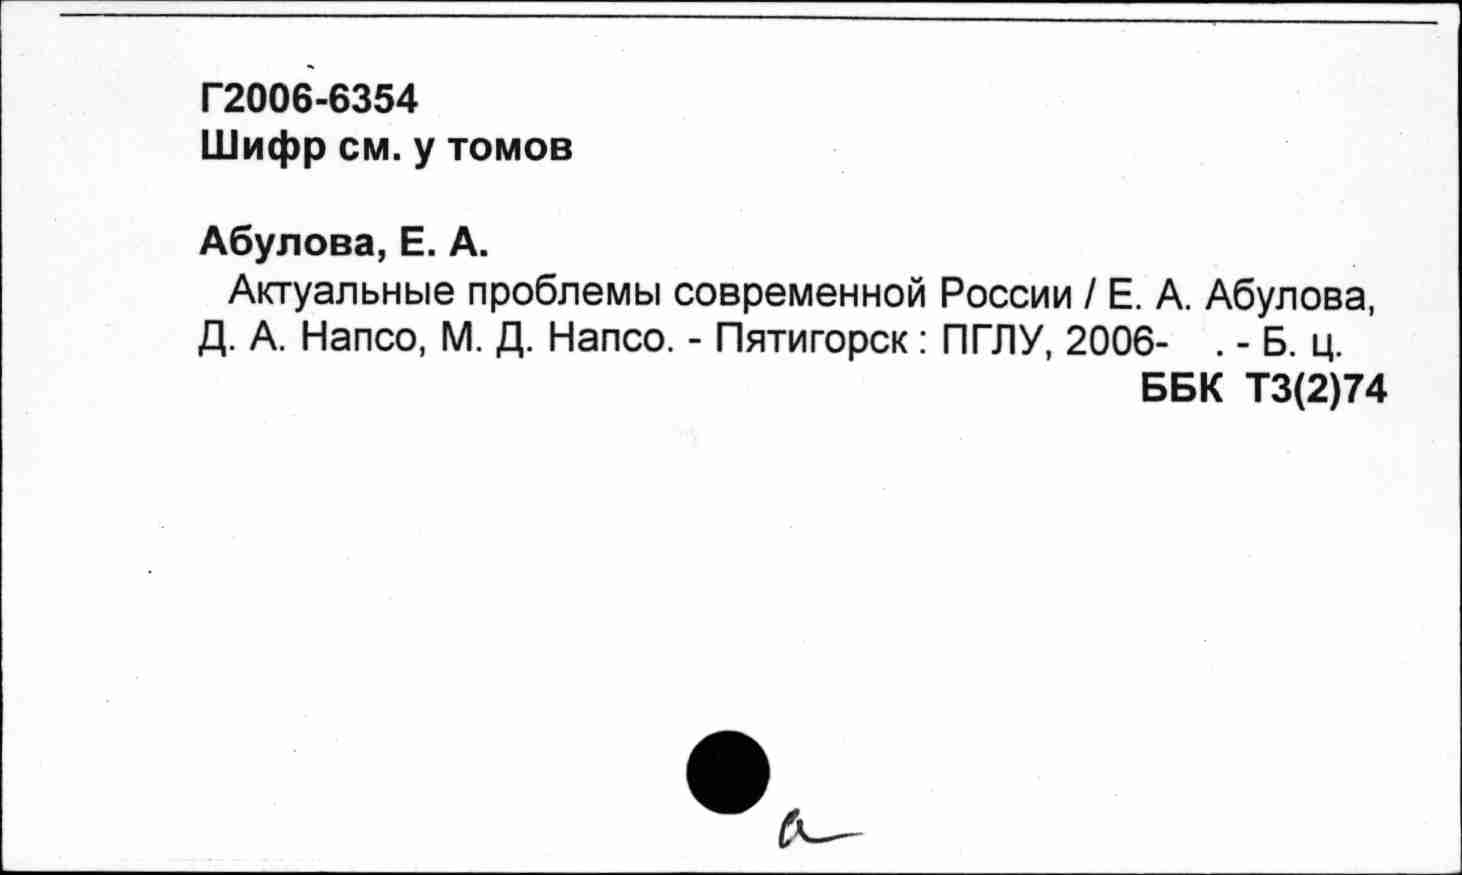 Г2006-6354
Шифр см. у томов
Абулова, Е. А.
Актуальные проблемы современной России / Е. А. Абулова,
Д. А. Напсо, М. Д. Напсо. - Пятигорск : ПГЛУ, 2006-   . - Б. ц.
ББК Т3(2)74
а